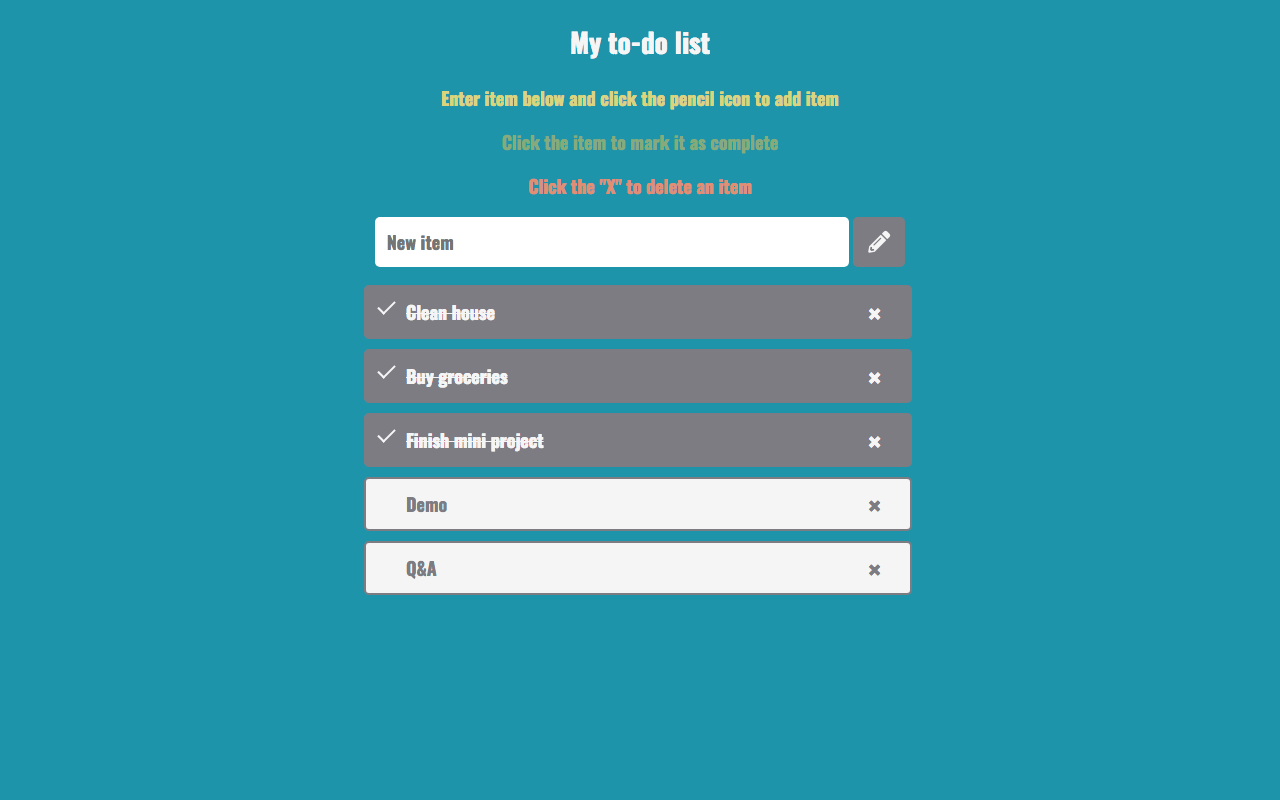 My to-do list
Enter item below and click the pencil icon to add item
Click the item to mark it as complete
Click the "X" to delete an item
New item
Clean house
Buy groceries
Finish mini project
Demo
Q&A